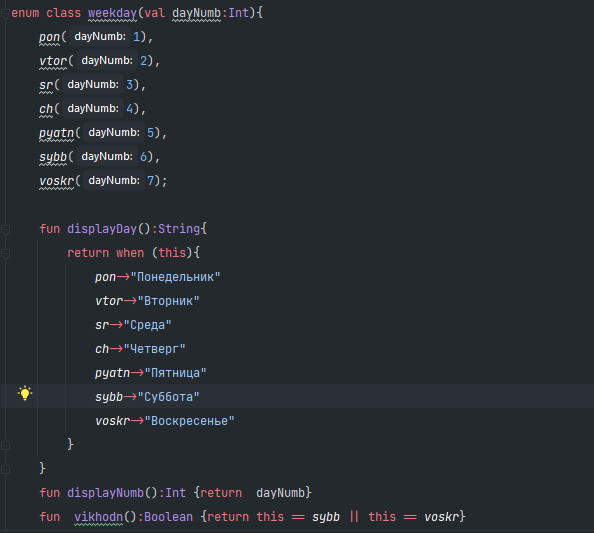 enum class weekday(val dayNumb:Int){
pon( dayNumb: 1),
vtor( dayNumb: 2),
sr( dayNumb: 3),
ch( dayNumb: 4),
pyatn( dayNumb: 5),
sybb( dayNumb: 6),
voskr( dayNumb: 7);
fun displayDay():String{
return when (this){
pon->"Понедельник"
vtor->"Вторник"
sr->"Среда"
ch->"Четверг"
pyatn->"Пятница"
sybb->"Суббота"
voskr->"Воскресенье"
}
}
fun displayNumb():Int {return  dayNumb}
fun  vikhodn():Boolean {return this == sybb || this == voskr}